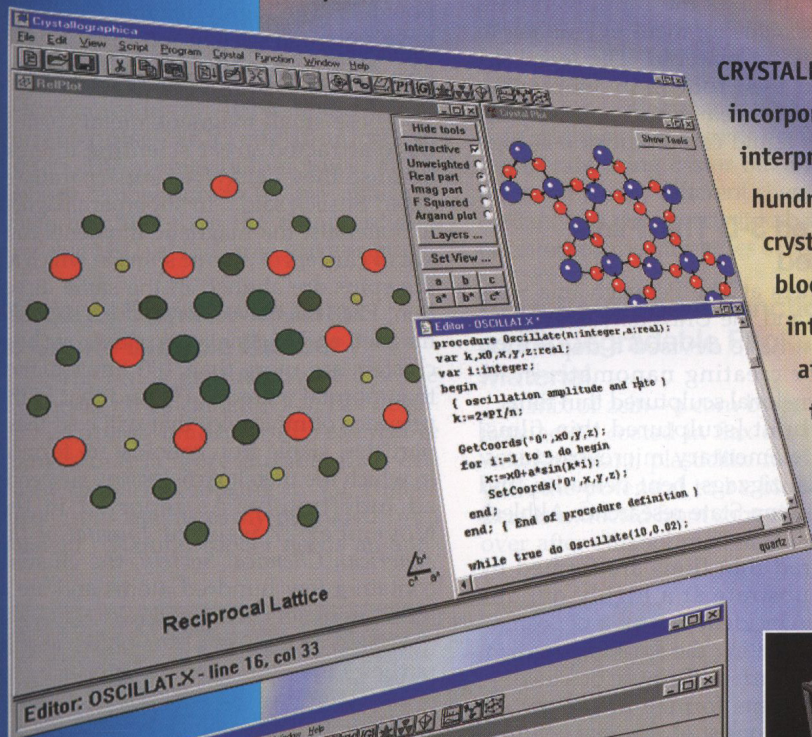 Crystallographica
File Edit View Script Program Crystal Function Window Help
RelPlot
Hide tools
Interactive
Unweighted
Real part
Imag part
F Squared
Argand plot
Layers ...
Set View ...
a b c
a* b* c*
Crystal Plot
Show Tools
Editor - OSCILLAT.X *
procedure Oscillate(n:integer,a:real);
var k,x0,x,y,z:real;
var i:integer;
begin
{ oscillation amplitude and rate }
k:=2*PI/n;
GetCoords("0",x0,y,z);
for i:=1 to n do begin
x:=x0+a*sin(k*i);
SetCoords("0",x,y,z);
end;
end; { End of procedure definition }
while true do Oscillate(10,0.02);
quartz
b*
c* a*
Reciprocal Lattice
Editor: OSCILLAT.X - line 16, col 33
Help
CRYSTALL
incorpor
interpr
hundr
cryst
bloc
int